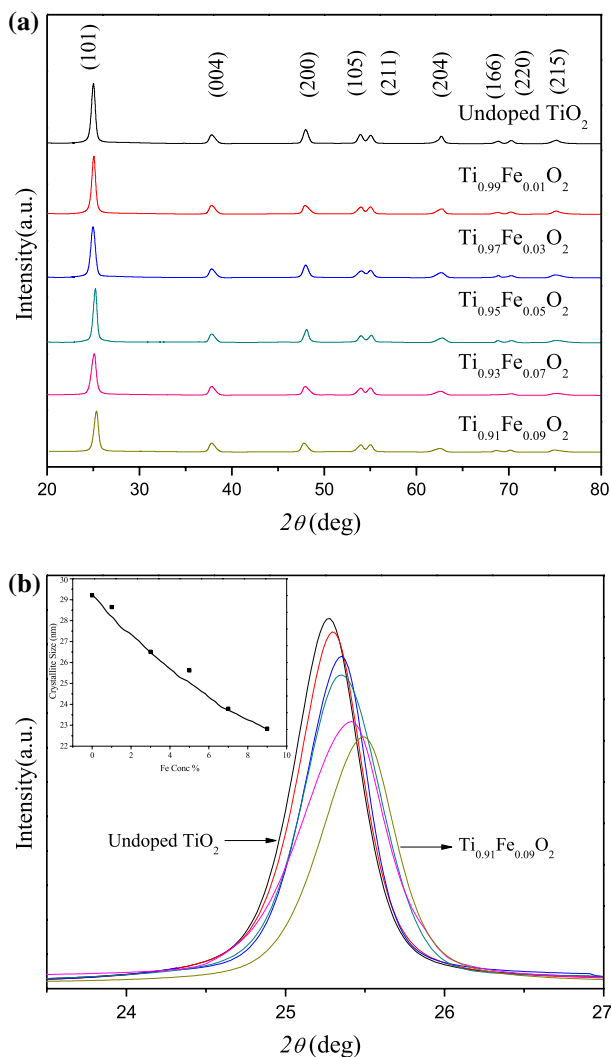 (a)
(101)
(004)
(200)
(105)
(211)
(204)
(166)
(220)
(215)
Undoped TiO2
Ti0.99Fe0.01O2
Ti0.97Fe0.03O2
Ti0.95Fe0.05O2
Ti0.93Fe0.07O2
Ti0.91Fe0.09O2
Intensity(a.u.)
20 30 40 50 60 70 80
2θ (deg)
(b)
30
29
28
27
26
25
24
23
22
Crystallite Size (nm)
0 2 4 6 8 10
Fe Conc %
Undoped TiO2
Ti0.91Fe0.09O2
Intensity(a.u.)
24 25 26 27
2θ (deg)